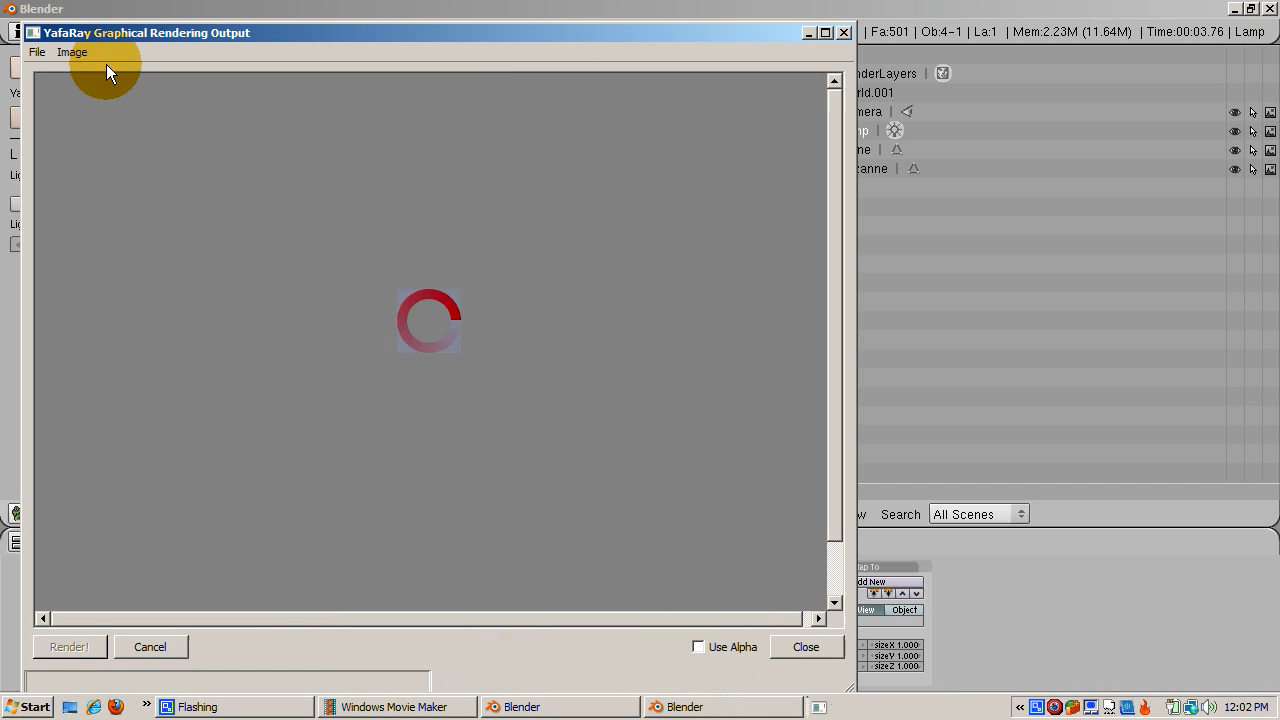 Blender
YafaRay Graphical Rendering Output
File Image
Fa:501 | Ob:4-1 | La:1 | Mem:2.23M (11.64M) | Time:00:03.76 | Lamp
nderLayers |
rld.001
mera |
mp |
ne |
zanne |
Ya
L
Lig
Lig
w Search All Scenes
ap To
dd New
View Object
sizeX 1.000
sizeY 1.000
sizeZ 1.000
Render! Cancel Use Alpha Close
Start » Flashing Windows Movie Maker Blender Blender « 12:02 PM